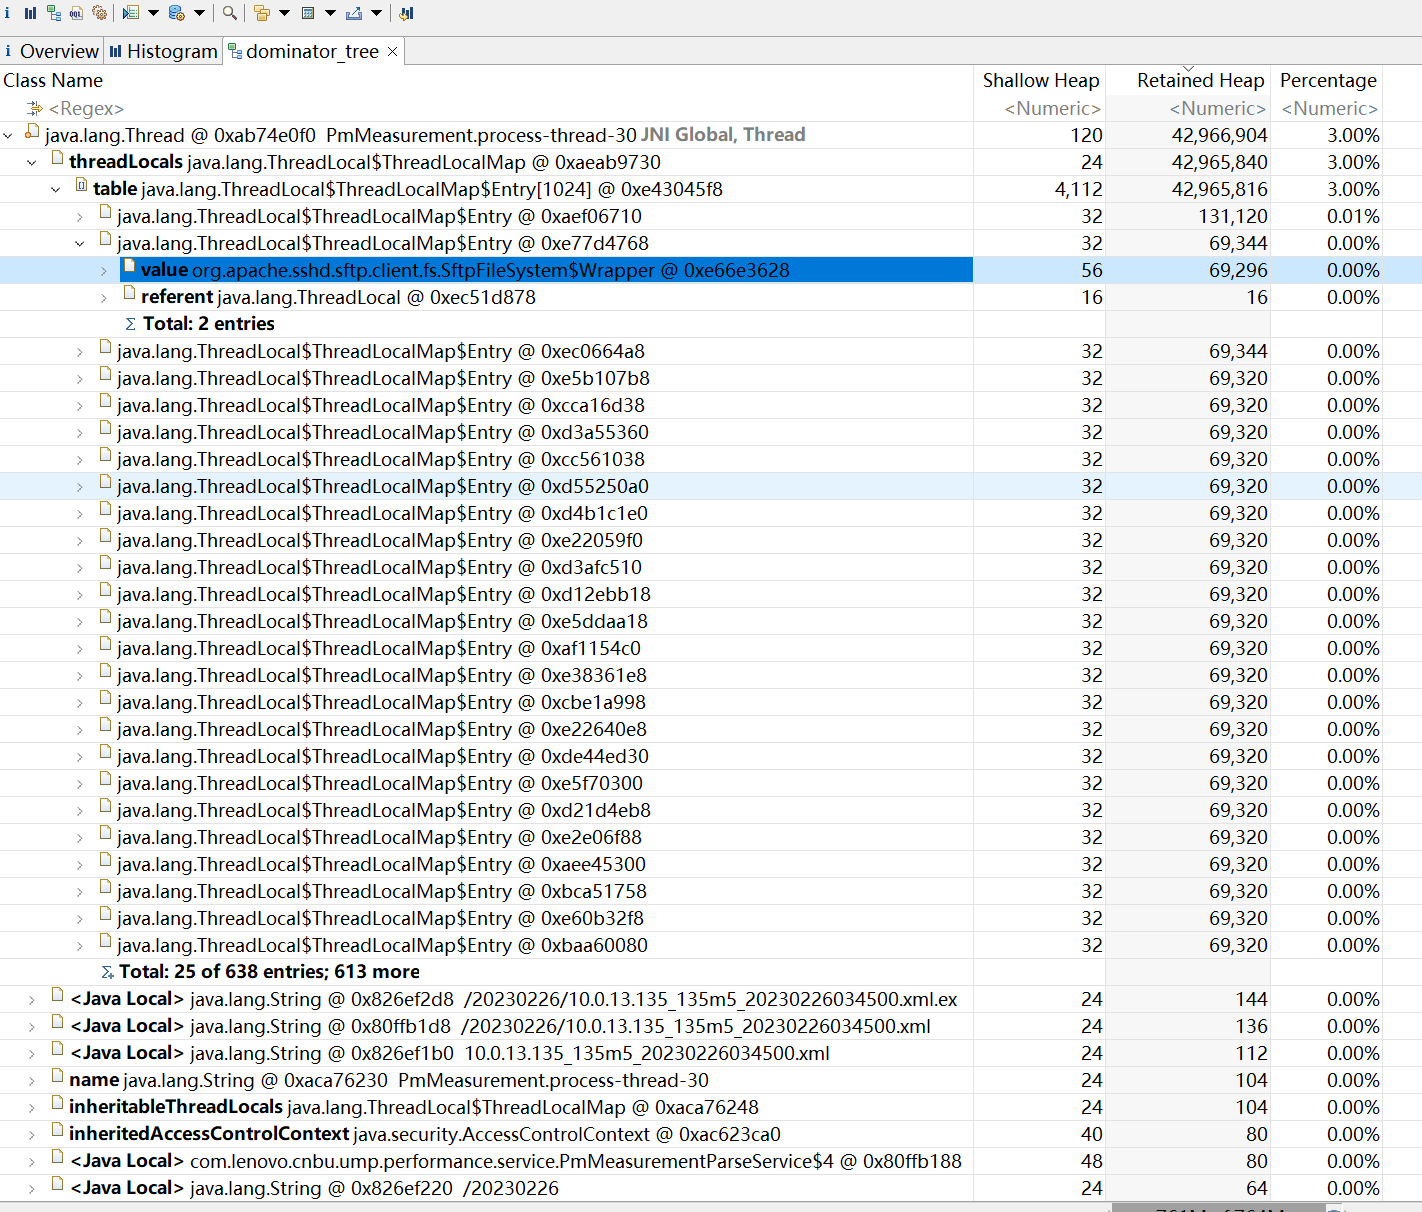 Overview Histogram dominator_tree
Class Name Shallow Heap Retained Heap Percentage
<Regex> <Numeric> <Numeric> <Numeric>
java.lang.Thread @ 0xab74e0f0 PmMeasurement.process-thread-30 JNI Global, Thread 120 42,966,904 3.00%
threadLocals java.lang.ThreadLocal$ThreadLocalMap @ 0xaeab9730 24 42,965,840 3.00%
table java.lang.ThreadLocal$ThreadLocalMap$Entry[1024] @ 0xe43045f8 4,112 42,965,816 3.00%
java.lang.ThreadLocal$ThreadLocalMap$Entry @ 0xaef06710 32 131,120 0.01%
java.lang.ThreadLocal$ThreadLocalMap$Entry @ 0xe77d4768 32 69,344 0.00%
value org.apache.sshd.sftp.client.fs.SftpFileSystem$Wrapper @ 0xe66e3628 56 69,296 0.00%
referent java.lang.ThreadLocal @ 0xec51d878 16 16 0.00%
Σ Total: 2 entries
java.lang.ThreadLocal$ThreadLocalMap$Entry @ 0xec0664a8 32 69,344 0.00%
java.lang.ThreadLocal$ThreadLocalMap$Entry @ 0xe5b107b8 32 69,320 0.00%
java.lang.ThreadLocal$ThreadLocalMap$Entry @ 0xcca16d38 32 69,320 0.00%
java.lang.ThreadLocal$ThreadLocalMap$Entry @ 0xd3a55360 32 69,320 0.00%
java.lang.ThreadLocal$ThreadLocalMap$Entry @ 0xcc561038 32 69,320 0.00%
java.lang.ThreadLocal$ThreadLocalMap$Entry @ 0xd55250a0 32 69,320 0.00%
java.lang.ThreadLocal$ThreadLocalMap$Entry @ 0xd4b1c1e0 32 69,320 0.00%
java.lang.ThreadLocal$ThreadLocalMap$Entry @ 0xe22059f0 32 69,320 0.00%
java.lang.ThreadLocal$ThreadLocalMap$Entry @ 0xd3afc510 32 69,320 0.00%
java.lang.ThreadLocal$ThreadLocalMap$Entry @ 0xd12ebb18 32 69,320 0.00%
java.lang.ThreadLocal$ThreadLocalMap$Entry @ 0xe5ddaa18 32 69,320 0.00%
java.lang.ThreadLocal$ThreadLocalMap$Entry @ 0xaf1154c0 32 69,320 0.00%
java.lang.ThreadLocal$ThreadLocalMap$Entry @ 0xe38361e8 32 69,320 0.00%
java.lang.ThreadLocal$ThreadLocalMap$Entry @ 0xcbe1a998 32 69,320 0.00%
java.lang.ThreadLocal$ThreadLocalMap$Entry @ 0xe22640e8 32 69,320 0.00%
java.lang.ThreadLocal$ThreadLocalMap$Entry @ 0xde44ed30 32 69,320 0.00%
java.lang.ThreadLocal$ThreadLocalMap$Entry @ 0xe5f70300 32 69,320 0.00%
java.lang.ThreadLocal$ThreadLocalMap$Entry @ 0xd21d4eb8 32 69,320 0.00%
java.lang.ThreadLocal$ThreadLocalMap$Entry @ 0xe2e06f88 32 69,320 0.00%
java.lang.ThreadLocal$ThreadLocalMap$Entry @ 0xaee45300 32 69,320 0.00%
java.lang.ThreadLocal$ThreadLocalMap$Entry @ 0xbca51758 32 69,320 0.00%
java.lang.ThreadLocal$ThreadLocalMap$Entry @ 0xe60b32f8 32 69,320 0.00%
java.lang.ThreadLocal$ThreadLocalMap$Entry @ 0xbaa60080 32 69,320 0.00%
Σ Total: 25 of 638 entries; 613 more
<Java Local> java.lang.String @ 0x826ef2d8 /20230226/10.0.13.135_135m5_20230226034500.xml.ex 24 144 0.00%
<Java Local> java.lang.String @ 0x80ffb1d8 /20230226/10.0.13.135_135m5_20230226034500.xml 24 136 0.00%
<Java Local> java.lang.String @ 0x826ef1b0 10.0.13.135_135m5_20230226034500.xml 24 112 0.00%
name java.lang.String @ 0xaca76230 PmMeasurement.process-thread-30 24 104 0.00%
inheritableThreadLocals java.lang.ThreadLocal$ThreadLocalMap @ 0xaca76248 24 104 0.00%
inheritedAccessControlContext java.security.AccessControlContext @ 0xac623ca0 40 80 0.00%
<Java Local> com.lenovo.cnbu.ump.performance.service.PmMeasurementParseService$4 @ 0x80ffb188 48 80 0.00%
<Java Local> java.lang.String @ 0x826ef220 /20230226 24 64 0.00%